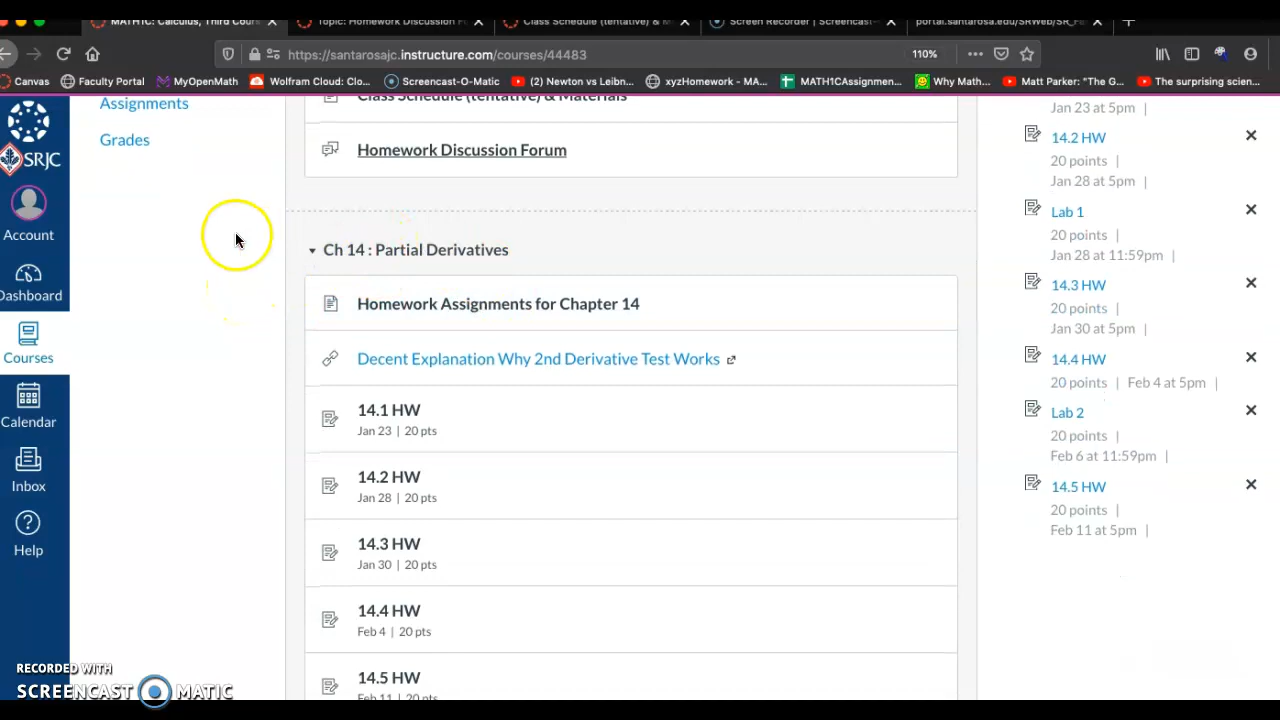 MATH1C: Calculus, Third Cours
Topic: Homework Discussion F
Class Schedule (tentative) & M
Screen Recorder | Screencast-
portal.santarosa.edu/SRWeb/SR_
https://santarosajc.instructure.com/courses/44483
110%
Canvas
Faculty Portal
MyOpenMath
Wolfram Cloud: Clo...
Screencast-O-Matic
(2) Newton vs Leibn...
xyzHomework - MA...
MATH1CAssignmen...
Why Math...
Matt Parker: "The G...
The surprising scien...
SRJC
Account
Dashboard
Courses
Calendar
Inbox
Help
Assignments
Grades
Class Schedule (tentative) & Materials
Homework Discussion Forum
Ch 14 : Partial Derivatives
Homework Assignments for Chapter 14
Decent Explanation Why 2nd Derivative Test Works
14.1 HW
Jan 23 | 20 pts
14.2 HW
Jan 28 | 20 pts
14.3 HW
Jan 30 | 20 pts
14.4 HW
Feb 4 | 20 pts
14.5 HW
Feb 11 | 20 pts
Jan 23 at 5pm |
14.2 HW
20 points |
Jan 28 at 5pm |
Lab 1
20 points |
Jan 28 at 11:59pm |
14.3 HW
20 points |
Jan 30 at 5pm |
14.4 HW
20 points | Feb 4 at 5pm |
Lab 2
20 points |
Feb 6 at 11:59pm |
14.5 HW
20 points |
Feb 11 at 5pm |
RECORDED WITH
SCREENCAST MATIC